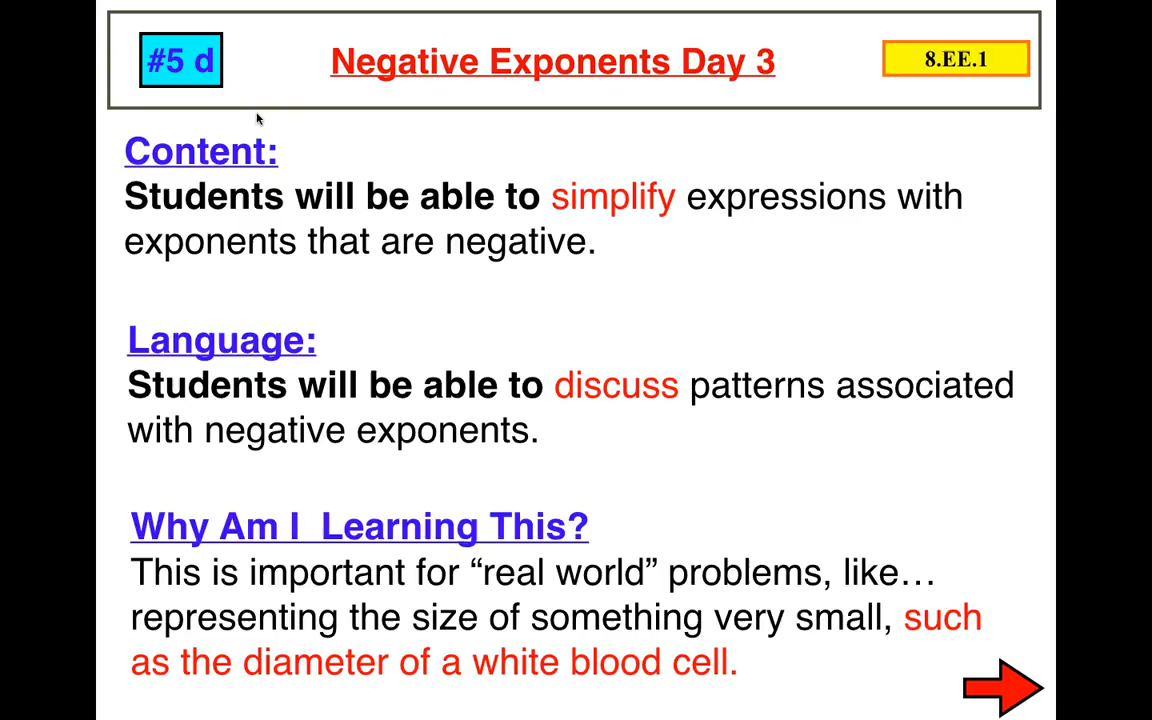 #5 d
Negative Exponents Day 3
8.EE.1
Content:
Students will be able to simplify expressions with
exponents that are negative.
Language:
Students will be able to discuss patterns associated
with negative exponents.
Why Am I  Learning This?
This is important for “real world” problems, like…
representing the size of something very small, such
as the diameter of a white blood cell.